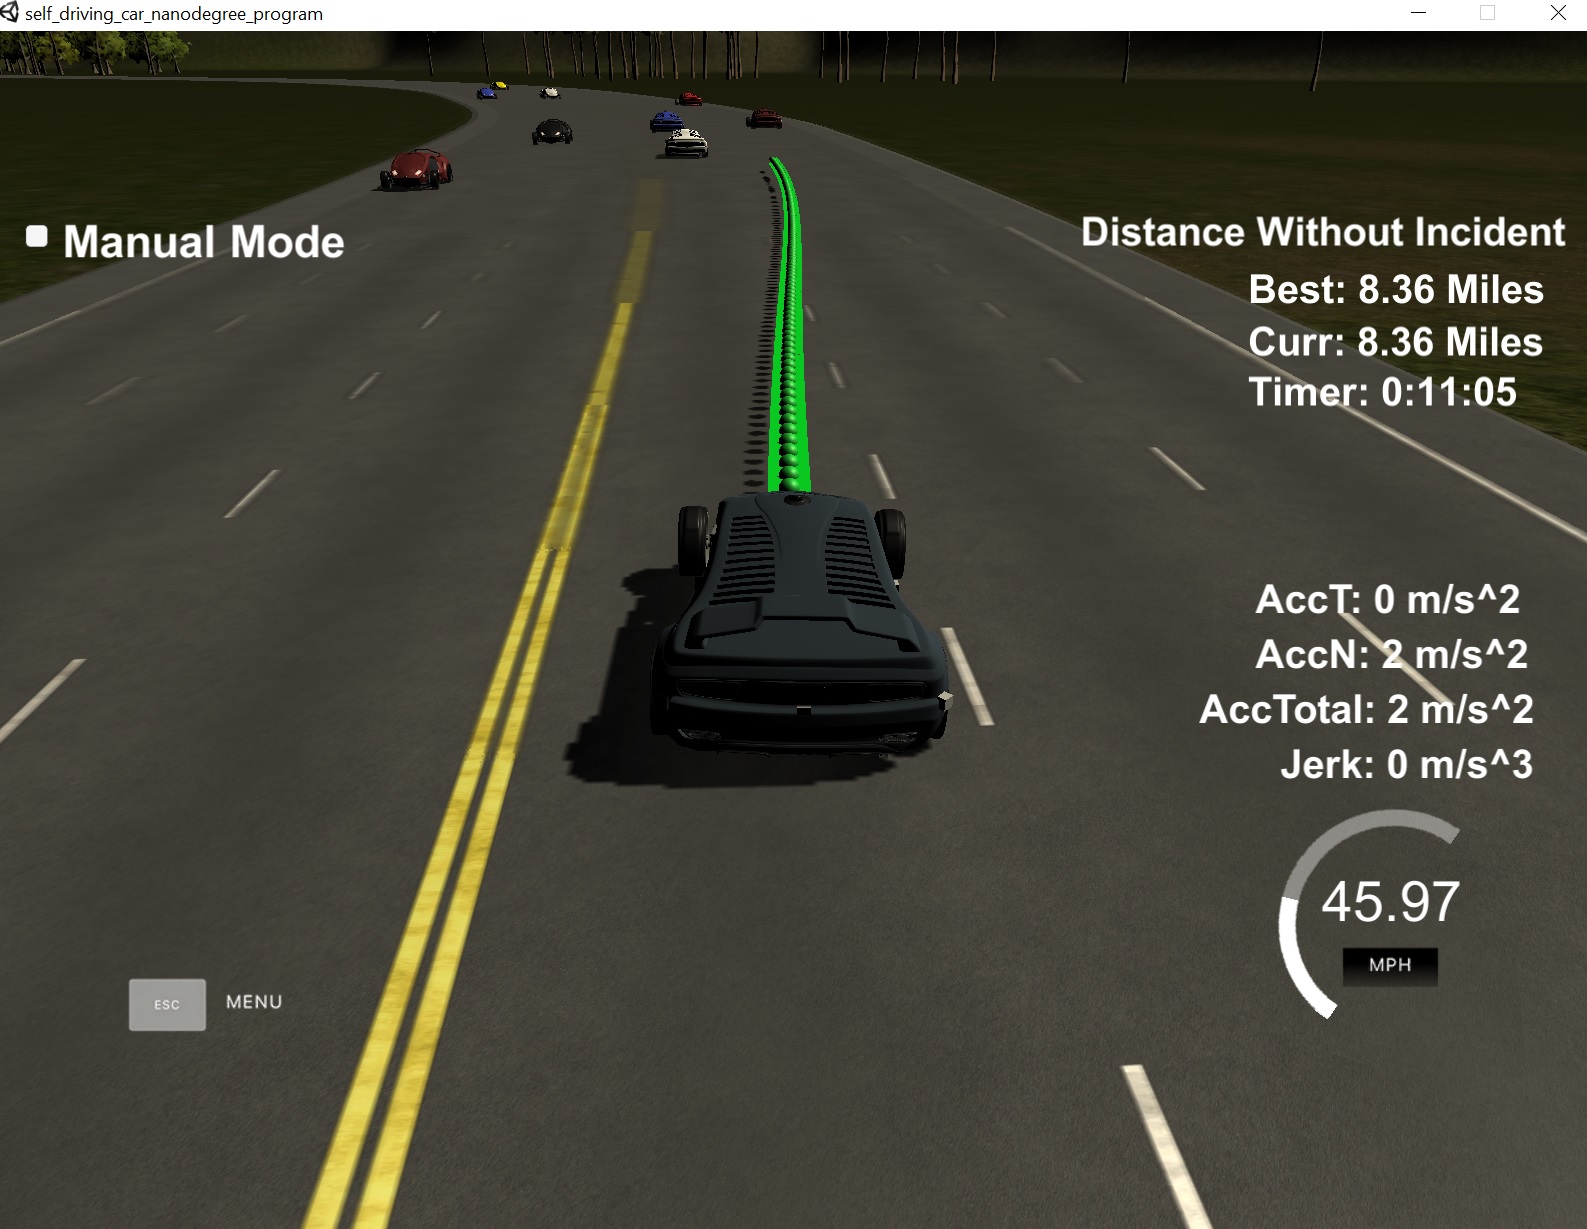 self_driving_car_nanodegree_program
Manual Mode
Distance Without Incident
Best: 8.36 Miles
Curr: 8.36 Miles
Timer: 0:11:05
AccT: 0 m/s^2
AccN: 2 m/s^2
AccTotal: 2 m/s^2
Jerk: 0 m/s^3
45.97
MPH
ESC MENU